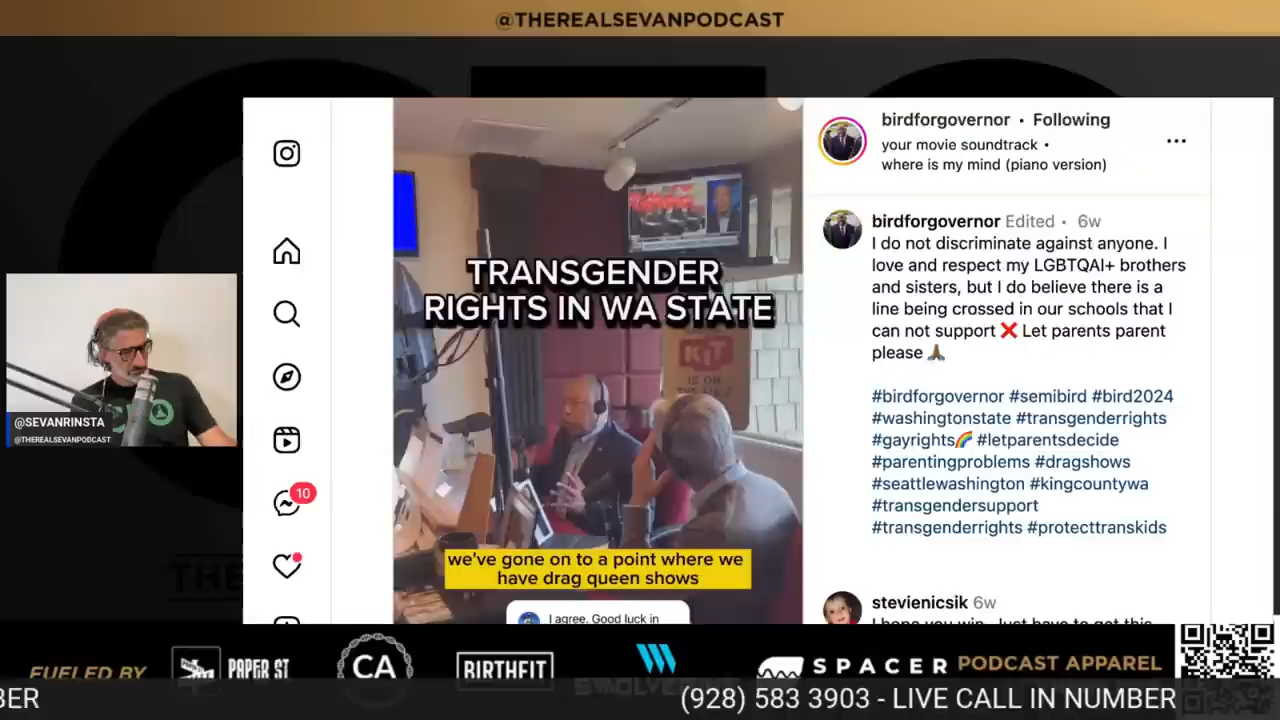 @THEREALSEVANPODCAST
birdforgovernor • Following
your movie soundtrack •
where is my mind (piano version)
birdforgovernor Edited • 6w
I do not discriminate against anyone. I
love and respect my LGBTQAI+ brothers
and sisters, but I do believe there is a
line being crossed in our schools that I
can not support ❌ Let parents parent
please 🙏🏾
#birdforgovernor #semibird #bird2024
#washingtonstate #transgenderrights
#gayrights🌈 #letparentsdecide
#parentingproblems #dragshows
#seattlewashington #kingcountywa
#transgendersupport
#transgenderrights #protecttranskids
stevienicsik 6w
TRANSGENDER
RIGHTS IN WA STATE
KIT
IS ON
we've gone on to a point where we
have drag queen shows
I agree. Good luck in
10
@SEVANRINSTA
@THEREALSEVANPODCAST
THE
FUELED BY
PAPER ST
CA
BIRTHFIT
SPACER
PODCAST APPAREL
BER
(928) 583 3903 - LIVE CALL IN NUMBER